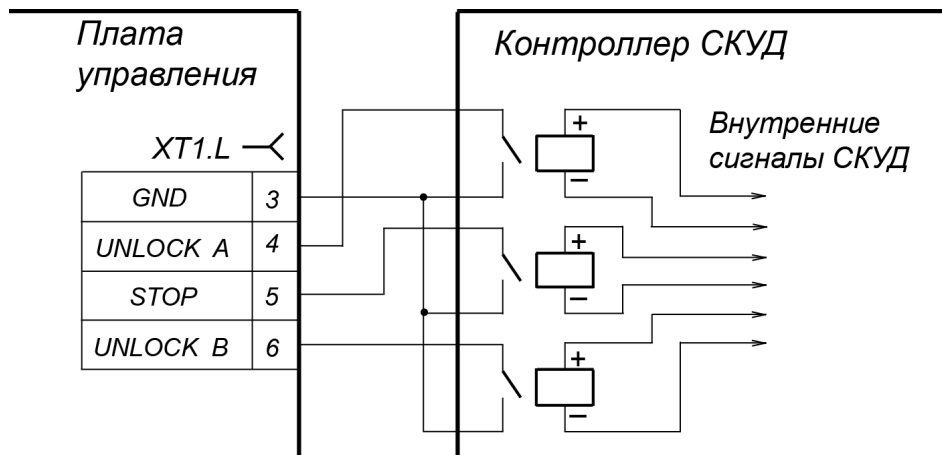 Плата
управления
Контроллер СКУД
XT1.L
GND 3
UNLOCK A 4
STOP 5
UNLOCK B 6
+
−
+
−
+
−
Внутренние
сигналы СКУД